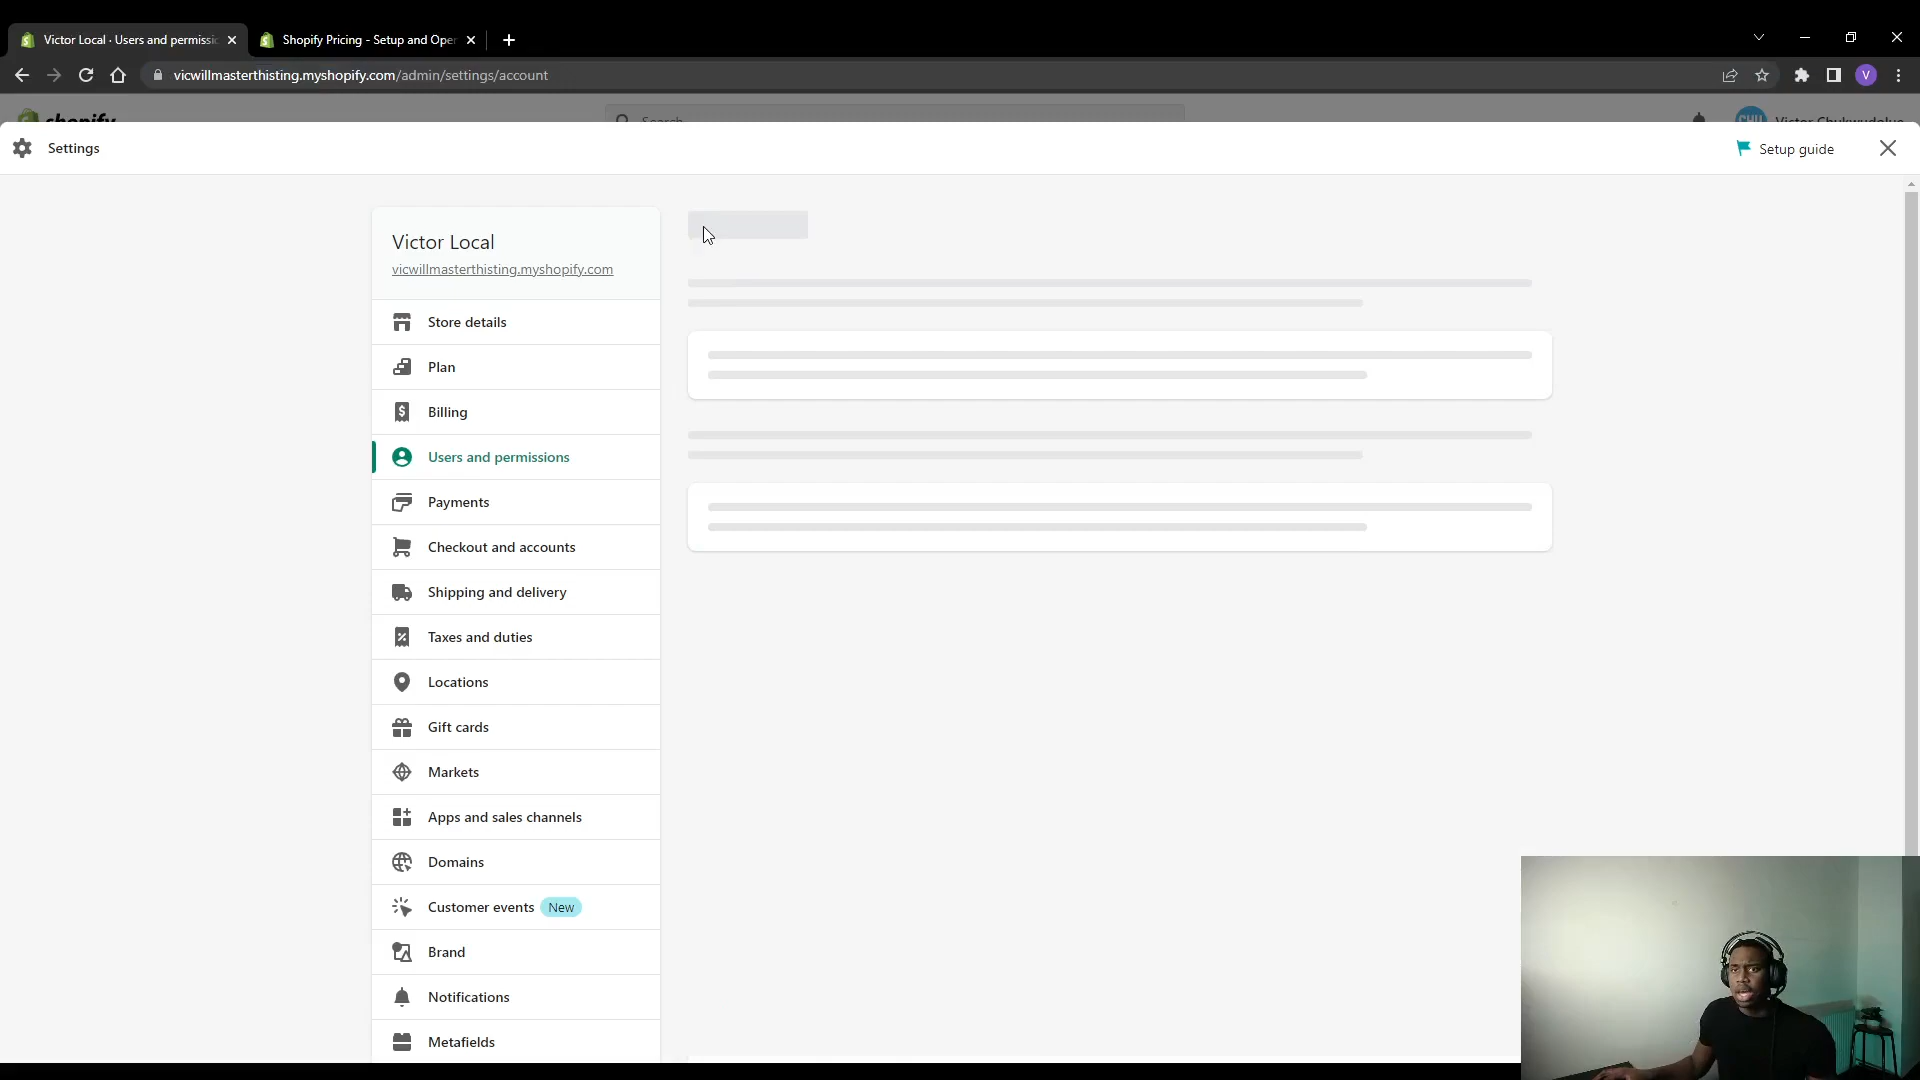 Victor Local · Users and permissi
Shopify Pricing - Setup and Oper
vicwillmasterthisting.myshopify.com/admin/settings/account
V
shopify
Search
Victor Chukwudolue
Settings
Setup guide
Victor Local
vicwillmasterthisting.myshopify.com
Store details
Plan
Billing
Users and permissions
Payments
Checkout and accounts
Shipping and delivery
Taxes and duties
Locations
Gift cards
Markets
Apps and sales channels
Domains
Customer events New
Brand
Notifications
Metafields